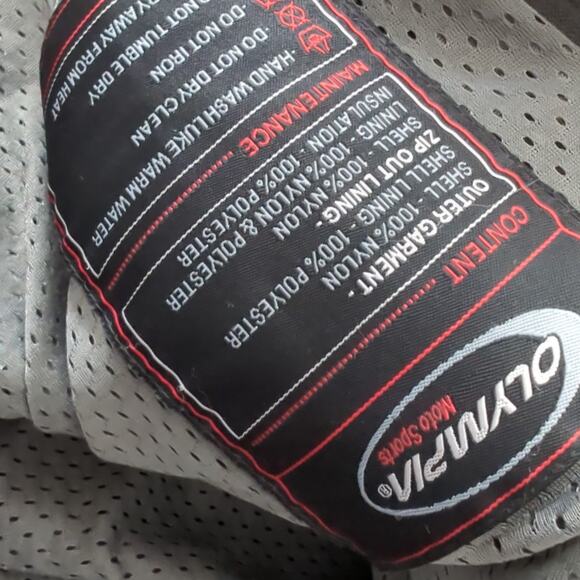 OLYMPIA®
Moto Sports
CONTENT
OUTER GARMENT-
SHELL -100% NYLON
SHELL LINING -100% POLYESTER
ZIP OUT LINING-
SHELL - 100% NYLON
LINING - 100% NYLON & POLYESTER
INSULATION - 100% POLYESTER
MAINTENANCE
-HAND WASH LUKE WARM WATER
-DO NOT DRY CLEAN
-DO NOT IRON
DO NOT TUMBLE DRY
AWAY FROM HEAT